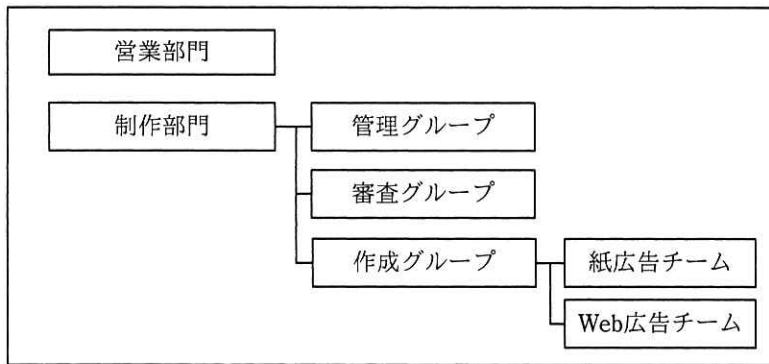 営業部門
制作部門
管理グループ
審査グループ
作成グループ
紙広告チーム
Web広告チーム